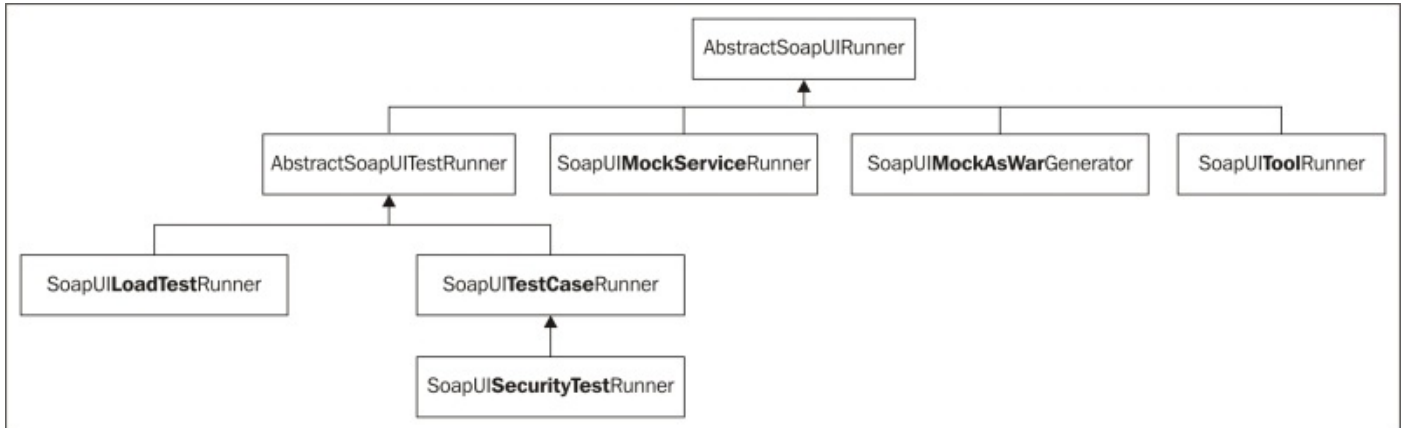 AbstractSoapUIRunner
AbstractSoapUITestRunner
SoapUIMockServiceRunner
SoapUIMockAsWarGenerator
SoapUIToolRunner
SoapUILoadTestRunner
SoapUITestCaseRunner
SoapUISecurityTestRunner